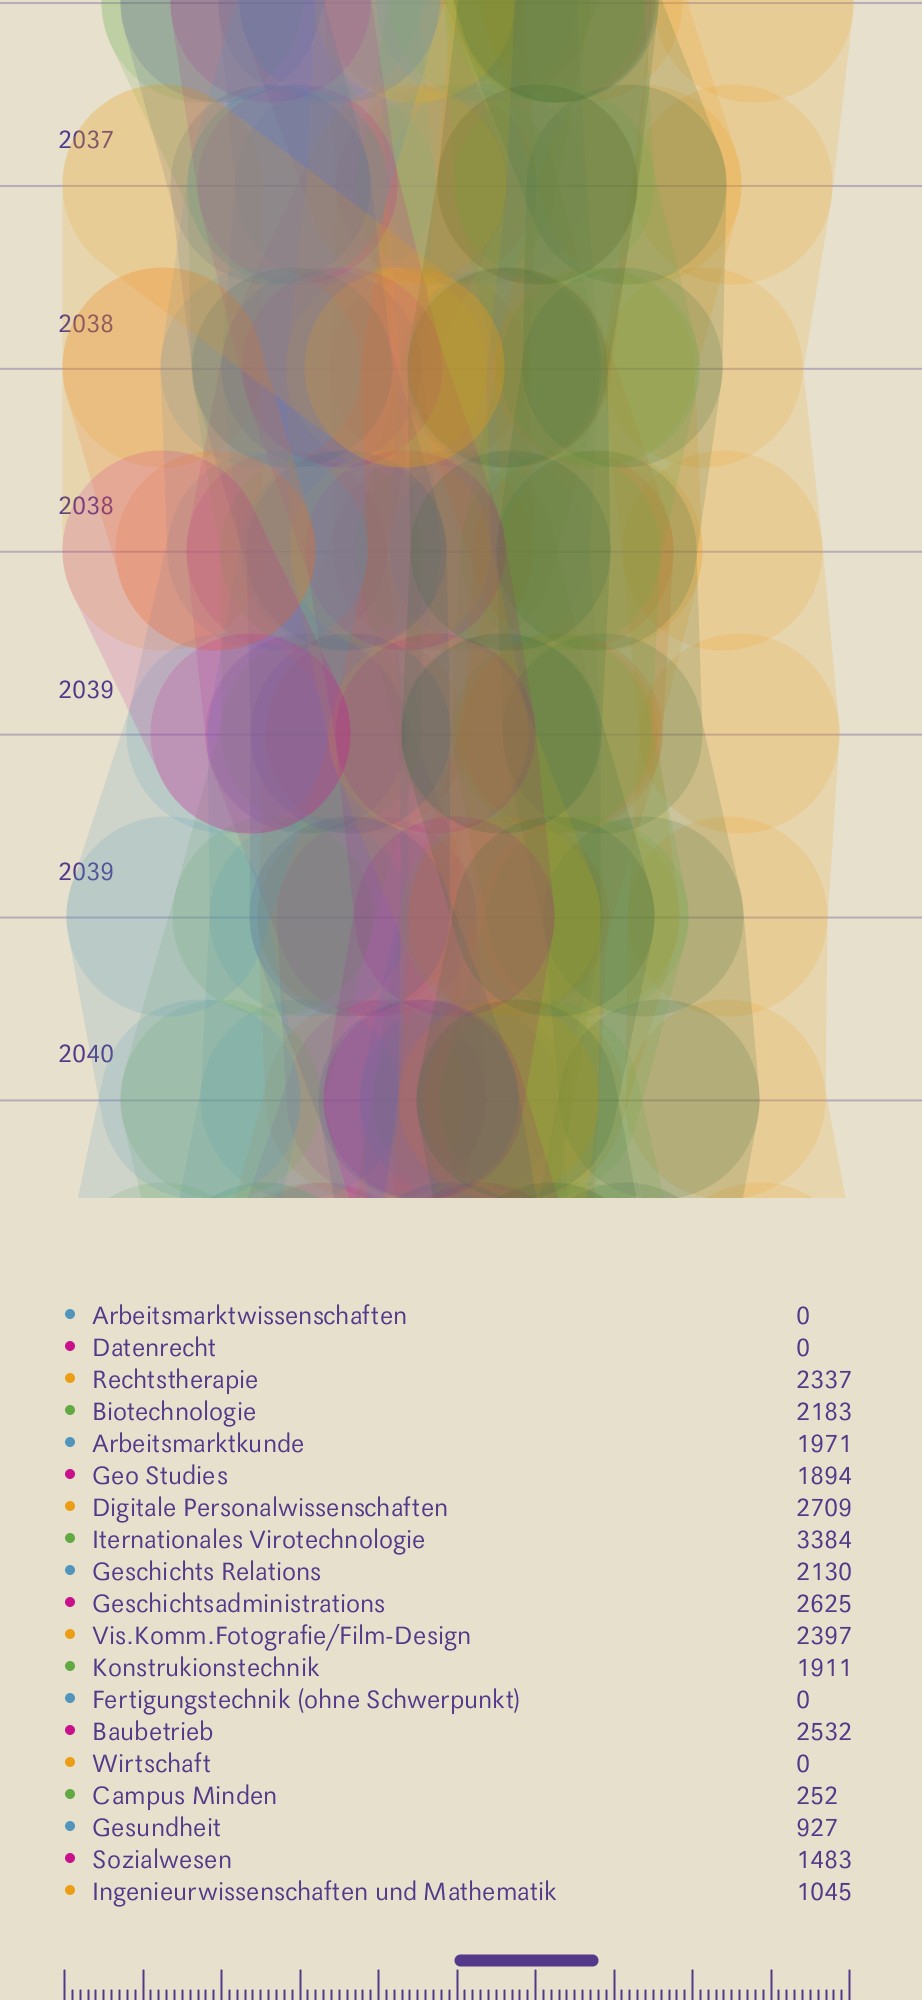 2037
2038
2038
2039
2039
2040
Arbeitsmarktwissenschaften 0
Datenrecht 0
Rechtstherapie 2337
Biotechnologie 2183
Arbeitsmarktkunde 1971
Geo Studies 1894
Digitale Personalwissenschaften 2709
Iternationales Virotechnologie 3384
Geschichts Relations 2130
Geschichtsadministrations 2625
Vis.Komm.Fotografie/Film-Design 2397
Konstrukionstechnik 1911
Fertigungstechnik (ohne Schwerpunkt) 0
Baubetrieb 2532
Wirtschaft 0
Campus Minden 252
Gesundheit 927
Sozialwesen 1483
Ingenieurwissenschaften und Mathematik 1045